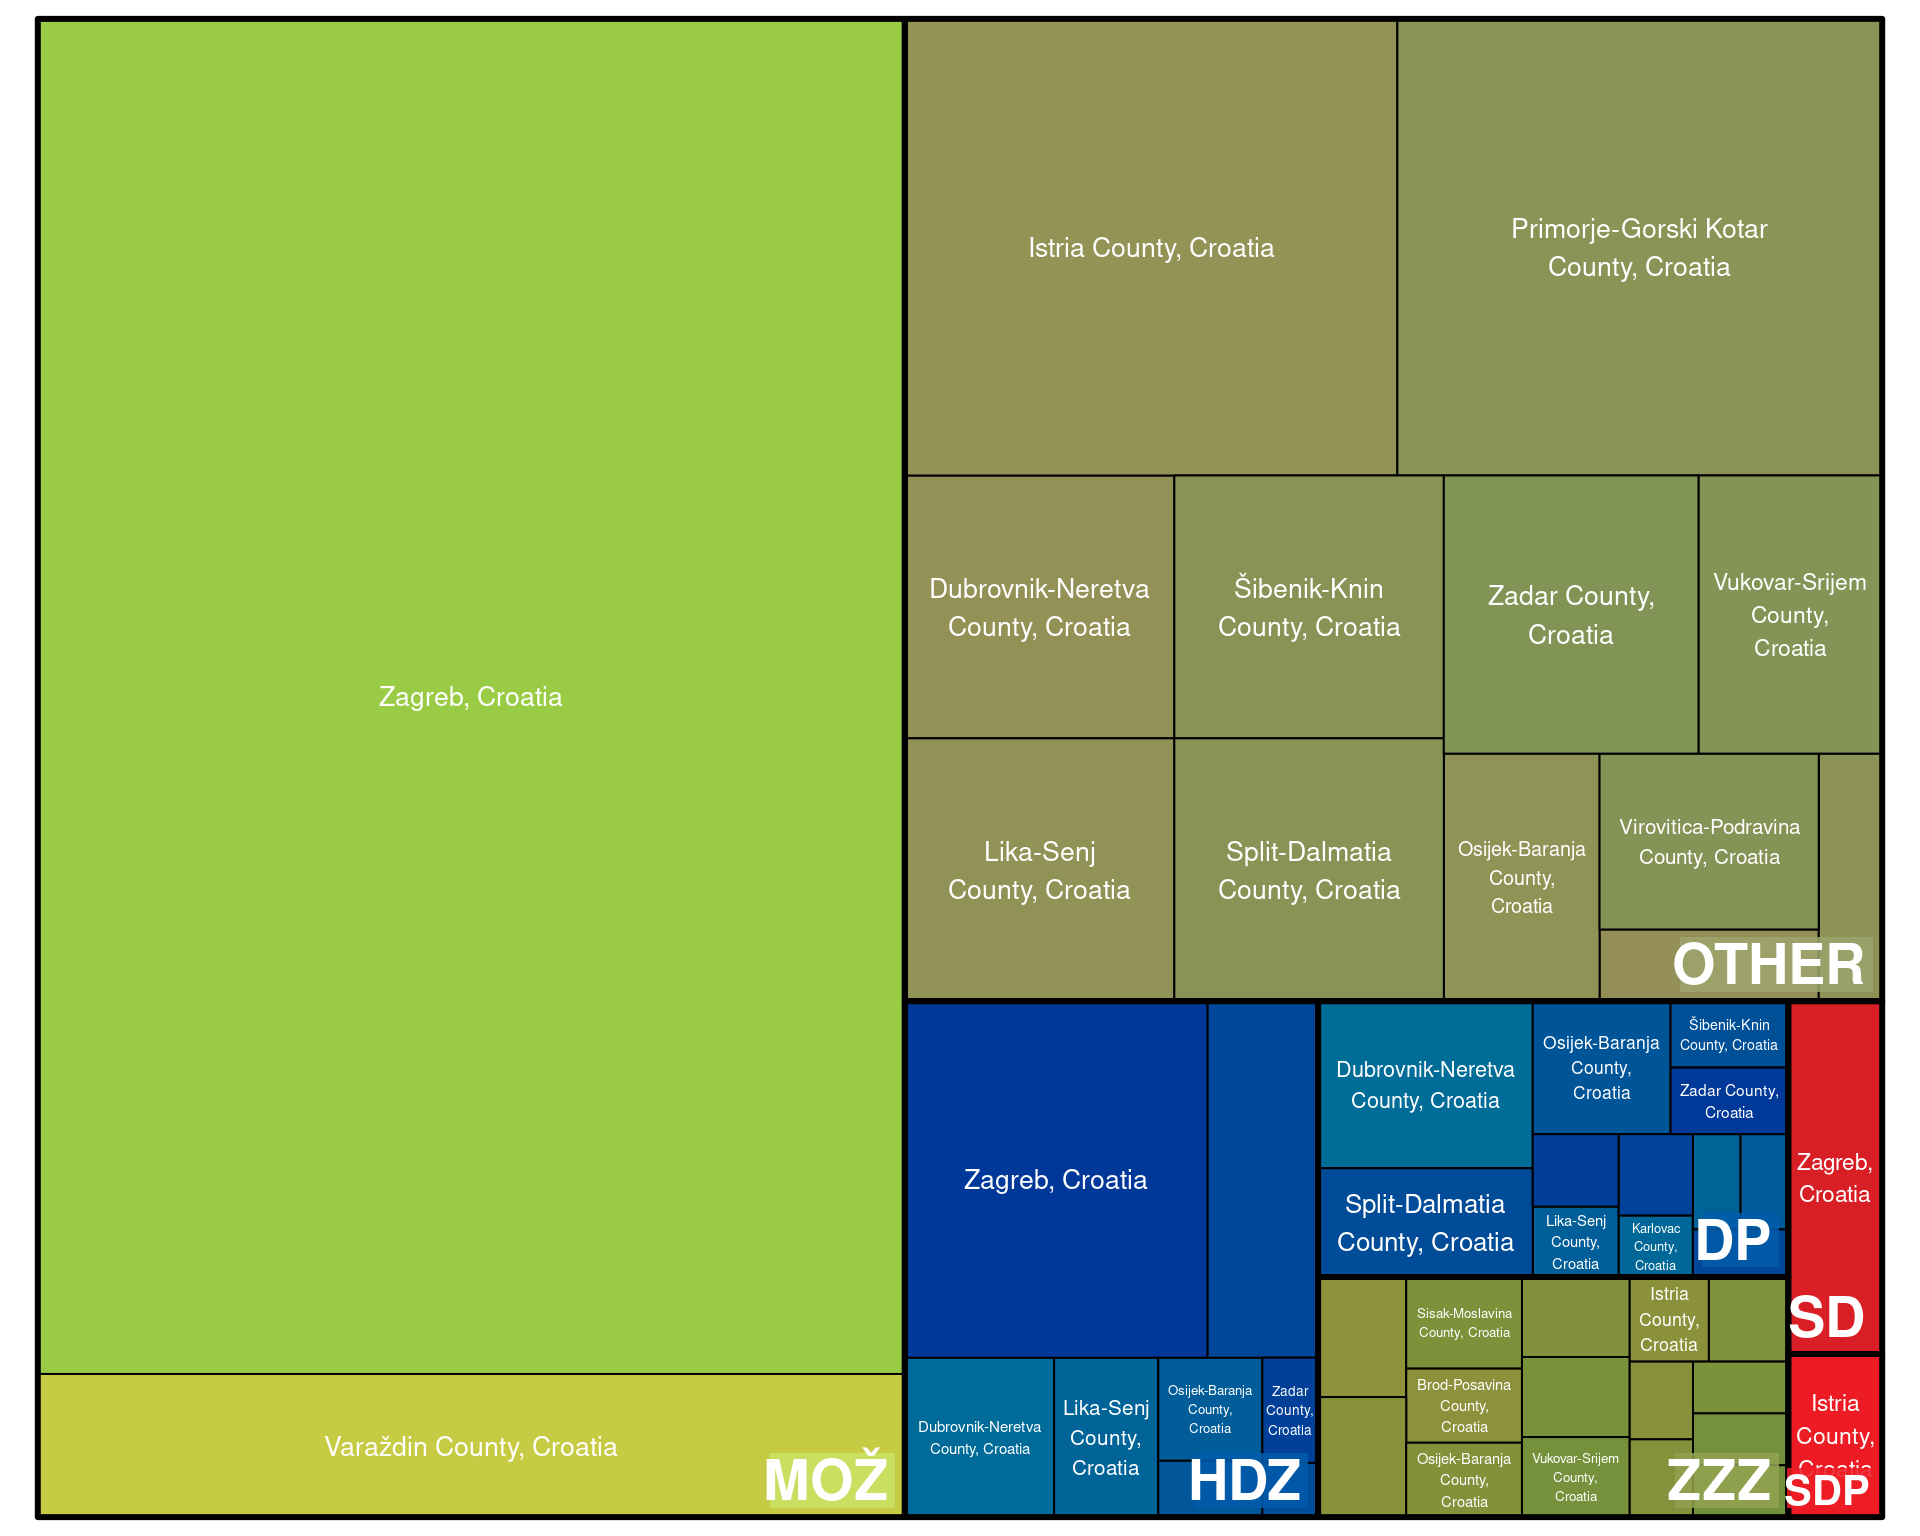 Zagreb, Croatia
Varaždin County, Croatia
MOŽ
Istria County, Croatia
Primorje-Gorski Kotar
County, Croatia
Dubrovnik-Neretva
County, Croatia
Šibenik-Knin
County, Croatia
Zadar County,
Croatia
Vukovar-Srijem
County,
Croatia
Lika-Senj
County, Croatia
Split-Dalmatia
County, Croatia
Osijek-Baranja
County,
Croatia
Virovitica-Podravina
County, Croatia
OTHER
Zagreb, Croatia
Dubrovnik-Neretva
County, Croatia
Lika-Senj
County,
Croatia
Osijek-Baranja
County,
Croatia
Zadar
County,
Croatia
HDZ
Dubrovnik-Neretva
County, Croatia
Split-Dalmatia
County, Croatia
Osijek-Baranja
County,
Croatia
Šibenik-Knin
County, Croatia
Zadar County,
Croatia
Lika-Senj
County,
Croatia
Karlovac
County,
Croatia
DP
Sisak-Moslavina
County, Croatia
Brod-Posavina
County,
Croatia
Osijek-Baranja
County,
Croatia
Vukovar-Srijem
County,
Croatia
Istria
County,
Croatia
ZZZ
Zagreb,
Croatia
SD
Istria
County,
Croatia
SDP